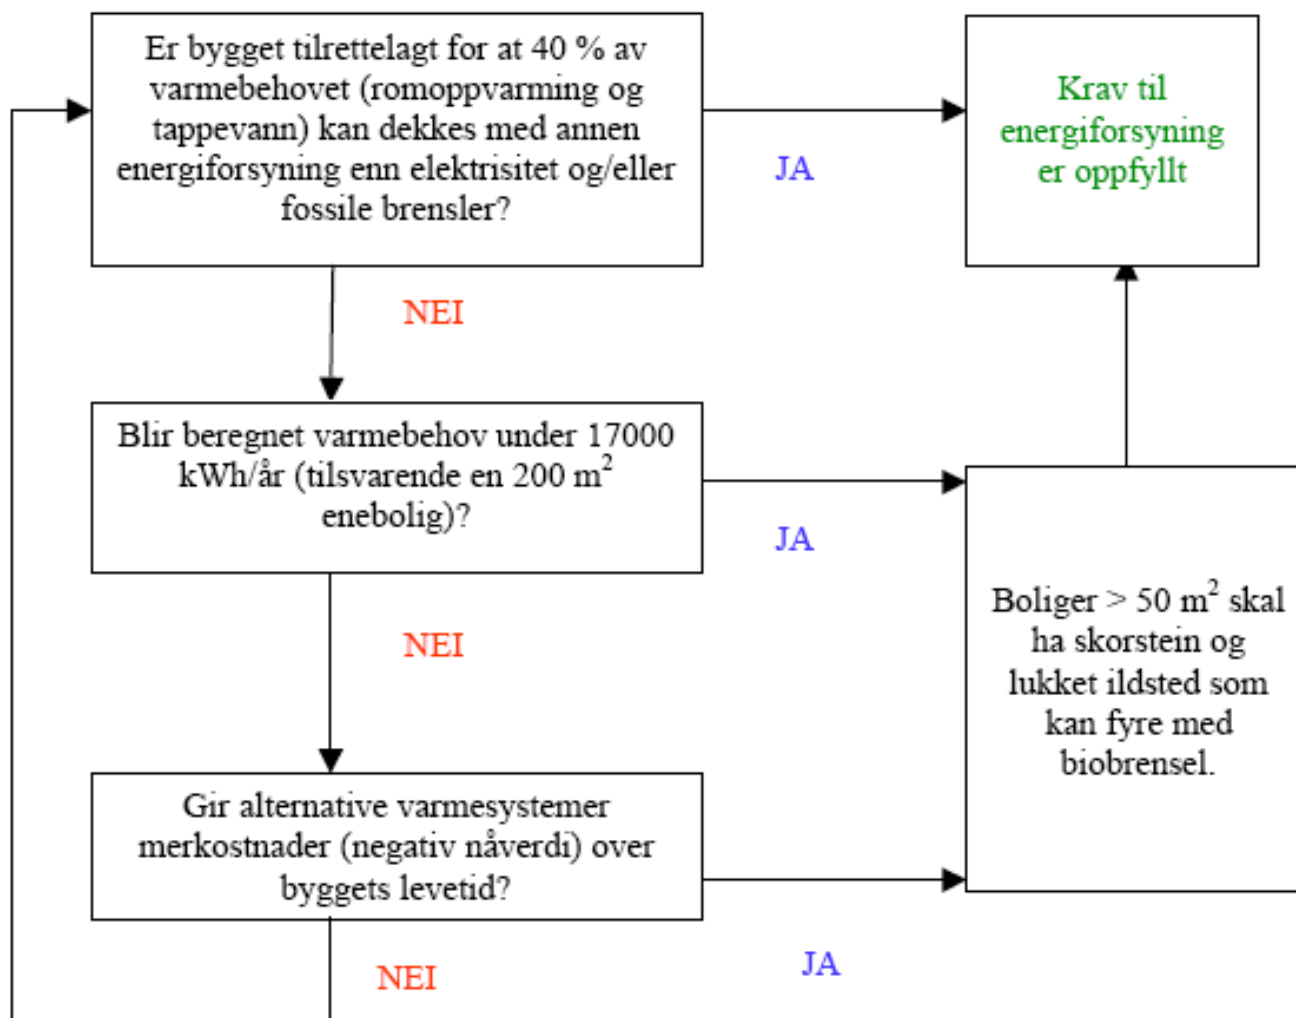 Er bygget tilrettelagt for at 40 % av
varmebehovet (romoppvarming og
tappevann) kan dekkes med annen
energiforsyning enn elektrisitet og/eller
fossile brensler?
JA
Krav til
energiforsyning
er oppfyllt
NEI
Blir beregnet varmebehov under 17000
kWh/år (tilsvarende en 200 m²
enebolig)?
JA
Boliger > 50 m² skal
ha skorstein og
lukket ildsted som
kan fyre med
biobrensel.
NEI
Gir alternative varmesystemer
merkostnader (negativ nåverdi) over
byggets levetid?
JA
NEI